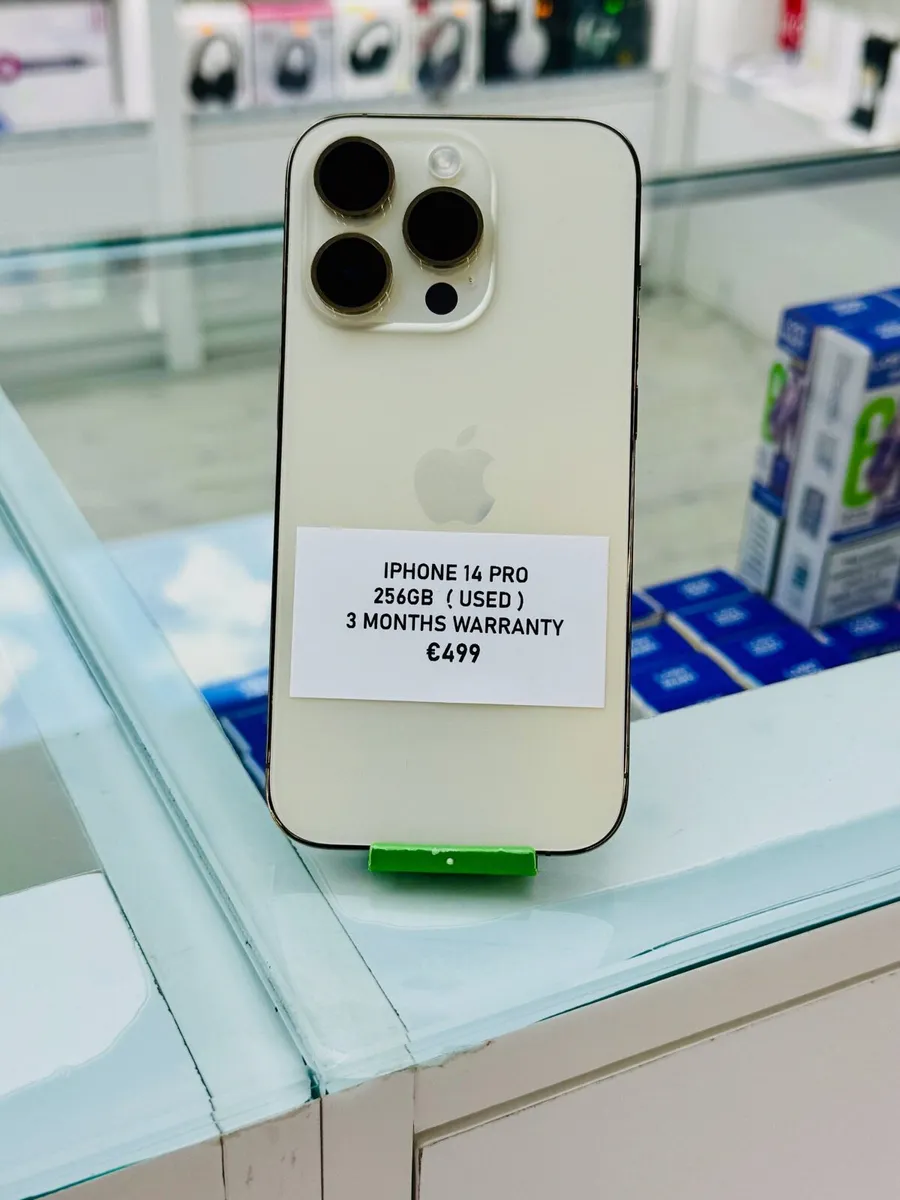 IPHONE 14 PRO
256GB ( USED )
3 MONTHS WARRANTY
€499